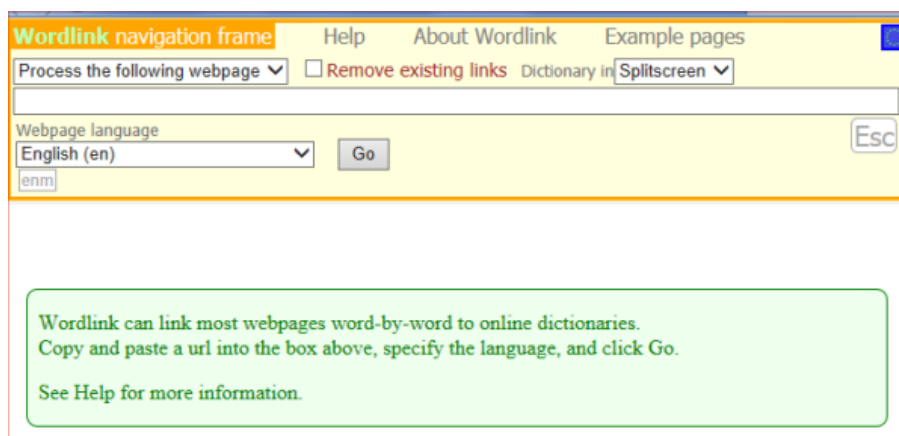 Wordlink navigation frame Help About Wordlink Example pages
Process the following webpage Remove existing links Dictionary in Splitscreen
Webpage language
Esc
English (en) Go
enm
Wordlink can link most webpages word-by-word to online dictionaries.
Copy and paste a url into the box above, specify the language, and click Go.
See Help for more information.